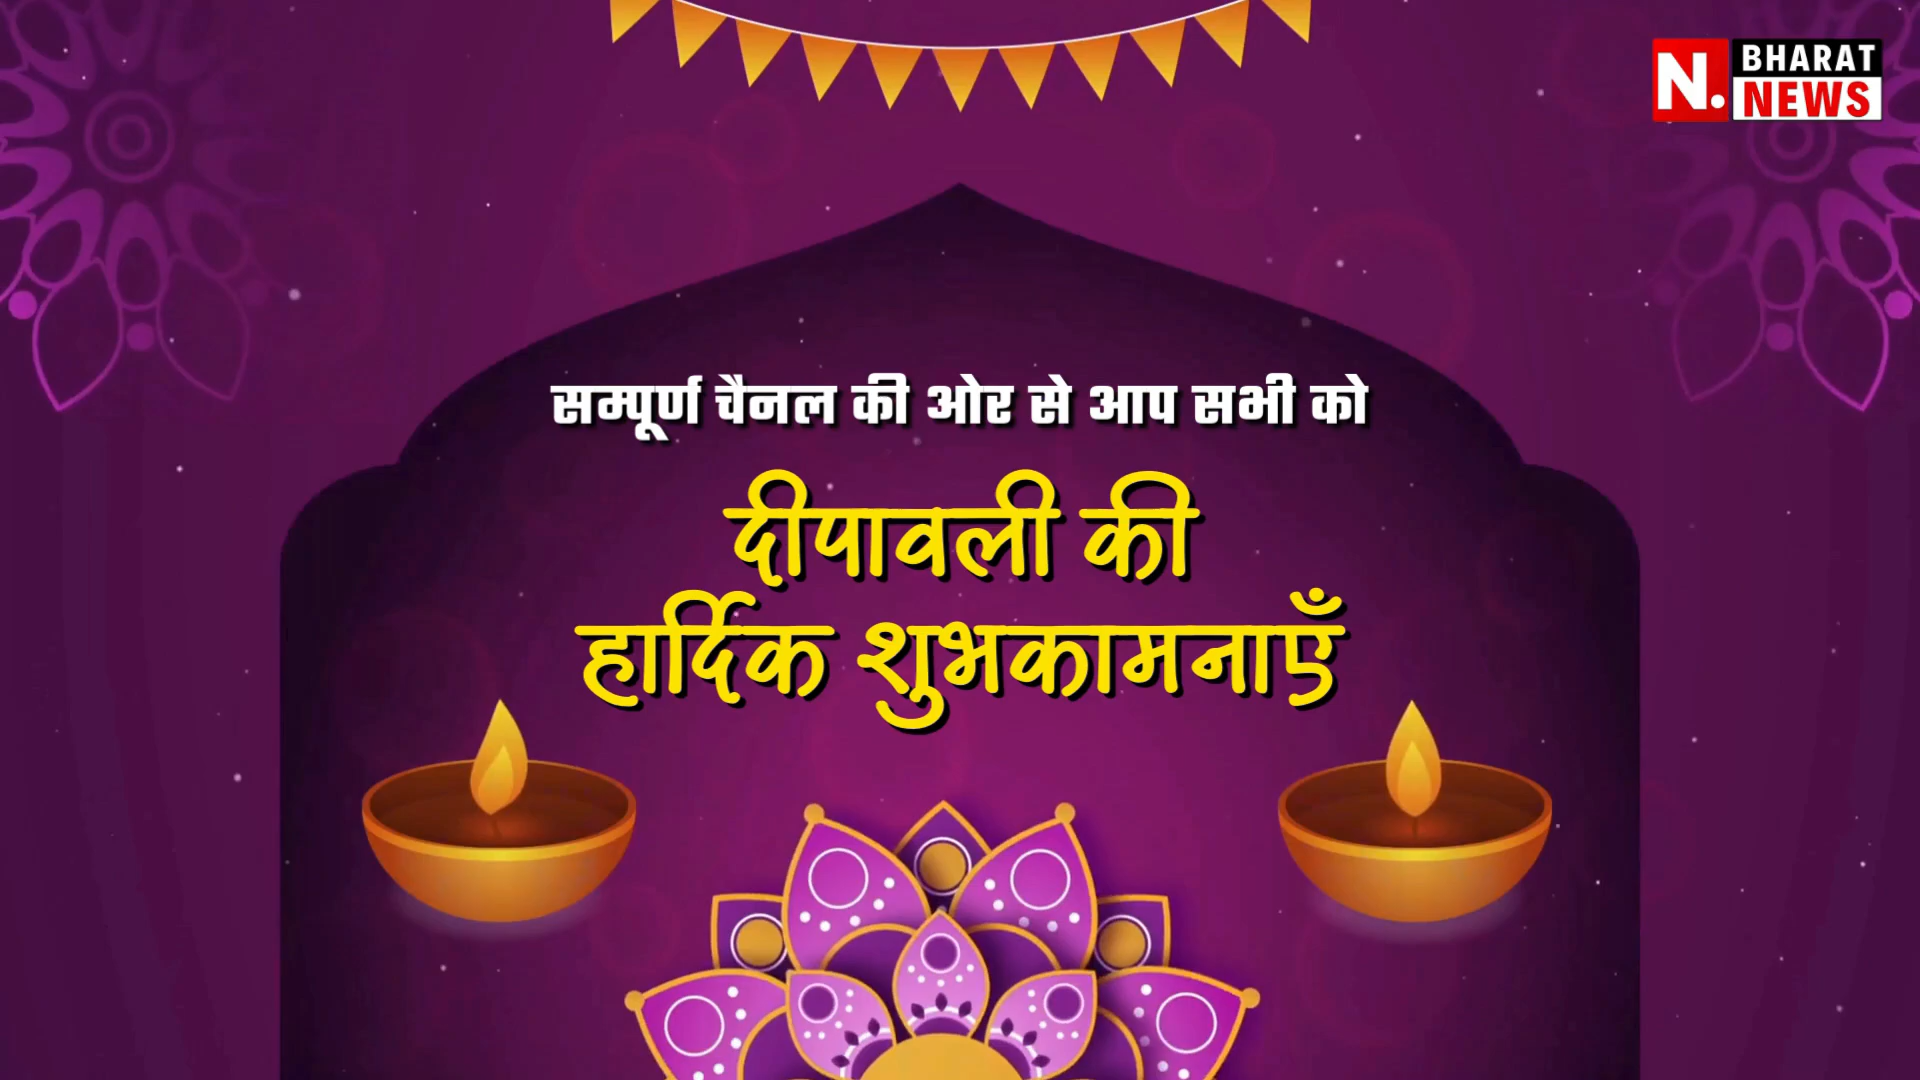 N. BHARAT
NEWS
सम्पूर्ण चैनल की ओर से आप सभी को
दीपावली की
हार्दिक शुभकामनाएँ